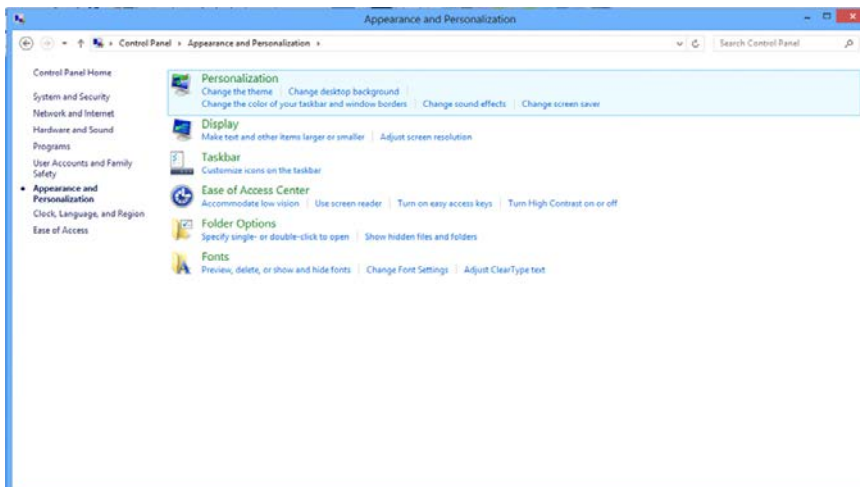 Appearance and Personalization
Control Panel Appearance and Personalization
Search Control Panel
Control Panel Home
System and Security
Network and Internet
Hardware and Sound
Programs
User Accounts and Family
Safety
Appearance and
Personalization
Clock, Language, and Region
Ease of Access
Personalization
Change the theme Change desktop background
Change the color of your taskbar and window borders Change sound effects Change screen saver
Display
Make text and other items larger or smaller Adjust screen resolution
Taskbar
Customize icons on the taskbar
Ease of Access Center
Accommodate low vision Use screen reader Turn on easy access keys Turn High Contrast on or off
Folder Options
Specify single- or double-click to open Show hidden files and folders
Fonts
Preview, delete, or show and hide fonts Change Font Settings Adjust ClearType text